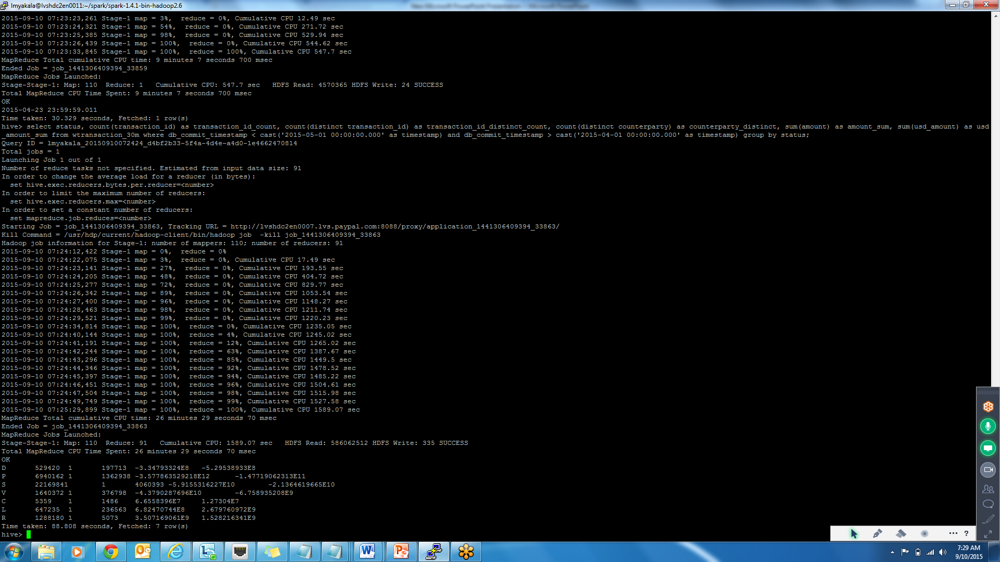 lmyakala@lvshdc2en0011:~/spark/spark-1.4.1-bin-hadoop2.6
2015-09-10 07:23:23,261 Stage-1 map = 3%,  reduce = 0%, Cumulative CPU 12.49 sec
2015-09-10 07:23:24,321 Stage-1 map = 54%,  reduce = 0%, Cumulative CPU 271.72 sec
2015-09-10 07:23:25,385 Stage-1 map = 98%,  reduce = 0%, Cumulative CPU 529.94 sec
2015-09-10 07:23:26,439 Stage-1 map = 100%,  reduce = 0%, Cumulative CPU 544.62 sec
2015-09-10 07:23:33,845 Stage-1 map = 100%,  reduce = 100%, Cumulative CPU 547.7 sec
MapReduce Total cumulative CPU time: 9 minutes 7 seconds 700 msec
Ended Job = job_1441306409394_33859
MapReduce Jobs Launched:
Stage-Stage-1: Map: 110  Reduce: 1   Cumulative CPU: 547.7 sec   HDFS Read: 4570365 HDFS Write: 24 SUCCESS
Total MapReduce CPU Time Spent: 9 minutes 7 seconds 700 msec
OK
2015-04-23 23:59:59.011
Time taken: 30.329 seconds, Fetched: 1 row(s)
hive> select status, count(transaction_id) as transaction_id_count, count(distinct transaction_id) as transaction_id_distinct_count, count(distinct counterparty) as counterparty_distinct, sum(amount) as amount_sum, sum(usd_amount) as usd
_amount_sum from wtransaction_30m where db_commit_timestamp < cast('2015-05-01 00:00:00.000' as timestamp) and db_commit_timestamp > cast('2015-04-01 00:00:00.000' as timestamp) group by status;
Query ID = lmyakala_20150910072424_d4bf2b33-5f4a-4d4e-a4d0-1e4662470814
Total jobs = 1
Launching Job 1 out of 1
Number of reduce tasks not specified. Estimated from input data size: 91
In order to change the average load for a reducer (in bytes):
  set hive.exec.reducers.bytes.per.reducer=<number>
In order to limit the maximum number of reducers:
  set hive.exec.reducers.max=<number>
In order to set a constant number of reducers:
  set mapreduce.job.reduces=<number>
Starting Job = job_1441306409394_33863, Tracking URL = http://lvshdc2en0007.lvs.paypal.com:8088/proxy/application_1441306409394_33863/
Kill Command = /usr/hdp/current/hadoop-client/bin/hadoop job  -kill job_1441306409394_33863
Hadoop job information for Stage-1: number of mappers: 110; number of reducers: 91
2015-09-10 07:24:12,422 Stage-1 map = 0%,  reduce = 0%
2015-09-10 07:24:22,075 Stage-1 map = 3%,  reduce = 0%, Cumulative CPU 17.49 sec
2015-09-10 07:24:23,141 Stage-1 map = 27%,  reduce = 0%, Cumulative CPU 193.55 sec
2015-09-10 07:24:24,205 Stage-1 map = 48%,  reduce = 0%, Cumulative CPU 404.72 sec
2015-09-10 07:24:25,277 Stage-1 map = 72%,  reduce = 0%, Cumulative CPU 829.77 sec
2015-09-10 07:24:26,342 Stage-1 map = 89%,  reduce = 0%, Cumulative CPU 1053.54 sec
2015-09-10 07:24:27,400 Stage-1 map = 96%,  reduce = 0%, Cumulative CPU 1148.27 sec
2015-09-10 07:24:28,463 Stage-1 map = 98%,  reduce = 0%, Cumulative CPU 1211.74 sec
2015-09-10 07:24:29,521 Stage-1 map = 99%,  reduce = 0%, Cumulative CPU 1220.23 sec
2015-09-10 07:24:34,814 Stage-1 map = 100%,  reduce = 0%, Cumulative CPU 1235.05 sec
2015-09-10 07:24:40,144 Stage-1 map = 100%,  reduce = 4%, Cumulative CPU 1245.02 sec
2015-09-10 07:24:41,191 Stage-1 map = 100%,  reduce = 12%, Cumulative CPU 1265.02 sec
2015-09-10 07:24:42,244 Stage-1 map = 100%,  reduce = 63%, Cumulative CPU 1387.67 sec
2015-09-10 07:24:43,296 Stage-1 map = 100%,  reduce = 85%, Cumulative CPU 1449.5 sec
2015-09-10 07:24:44,346 Stage-1 map = 100%,  reduce = 92%, Cumulative CPU 1478.52 sec
2015-09-10 07:24:45,397 Stage-1 map = 100%,  reduce = 94%, Cumulative CPU 1485.22 sec
2015-09-10 07:24:46,451 Stage-1 map = 100%,  reduce = 96%, Cumulative CPU 1504.61 sec
2015-09-10 07:24:47,504 Stage-1 map = 100%,  reduce = 98%, Cumulative CPU 1515.98 sec
2015-09-10 07:24:49,749 Stage-1 map = 100%,  reduce = 99%, Cumulative CPU 1527.58 sec
2015-09-10 07:25:29,899 Stage-1 map = 100%,  reduce = 100%, Cumulative CPU 1589.07 sec
MapReduce Total cumulative CPU time: 26 minutes 29 seconds 70 msec
Ended Job = job_1441306409394_33863
MapReduce Jobs Launched:
Stage-Stage-1: Map: 110  Reduce: 91   Cumulative CPU: 1589.07 sec   HDFS Read: 586062512 HDFS Write: 335 SUCCESS
Total MapReduce CPU Time Spent: 26 minutes 29 seconds 70 msec
OK
D 529420 1 197713 -3.34793324E8 -5.29538933E8
P 6940162 1 1362938 -3.577863529218E12 -1.47719062313E11
S 22169841 1 4060393 -5.9155316227E10 -2.1364619665E10
V 1640372 1 376798 -4.3790287696E10 -6.758935208E9
C 5359 1 1486 6.6558396E7 1.27304E7
L 647235 1 236563 6.82470744E8 2.679760972E9
R 1288180 1 5073 3.507169061E9 1.528216341E9
Time taken: 88.808 seconds, Fetched: 7 row(s)
hive>
7:29 AM
9/10/2015